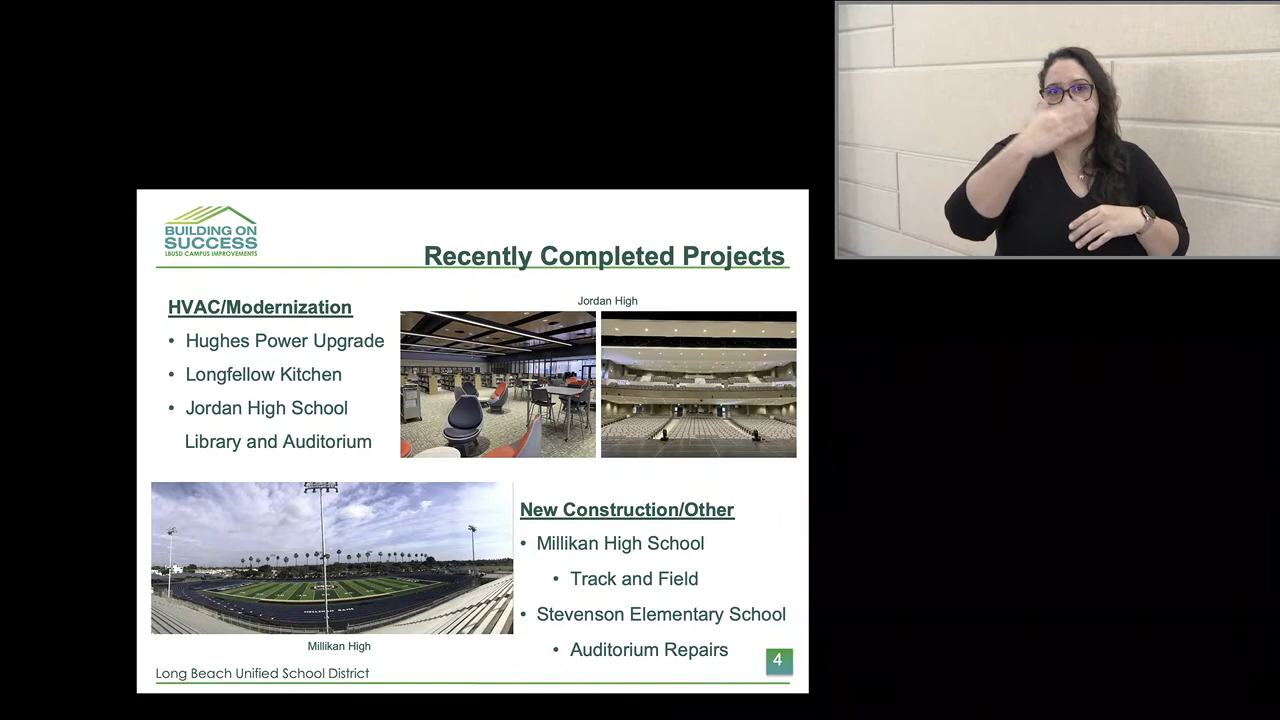 BUILDING ON
SUCCESS
LBUSD CAMPUS IMPROVEMENTS
Recently Completed Projects
HVAC/Modernization
• Hughes Power Upgrade
• Longfellow Kitchen
• Jordan High School
Library and Auditorium
Jordan High
Millikan High
New Construction/Other
• Millikan High School
• Track and Field
• Stevenson Elementary School
• Auditorium Repairs
Long Beach Unified School District
4